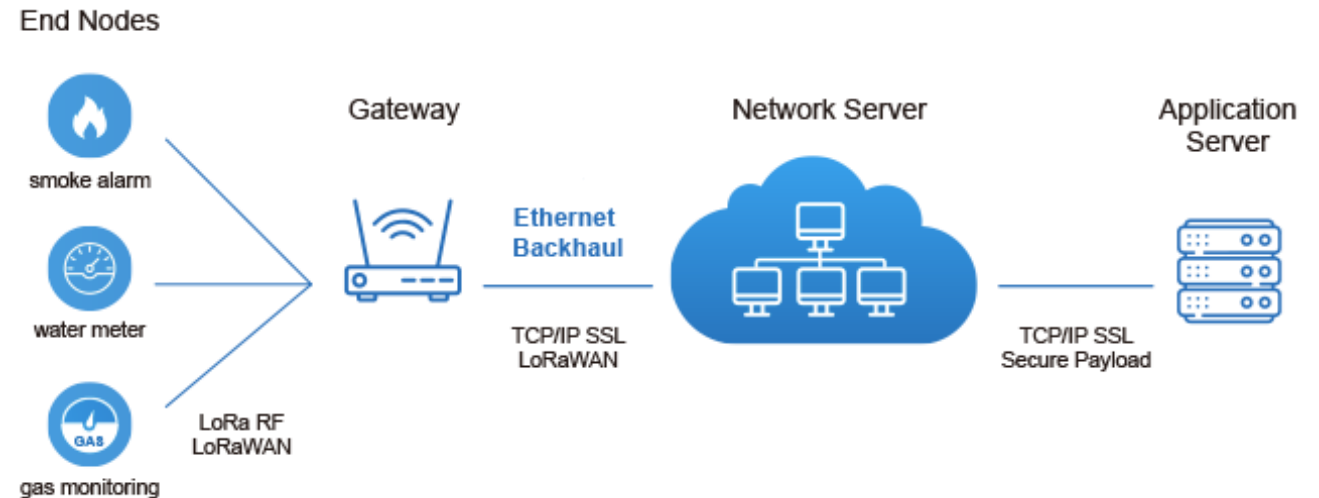 End Nodes
smoke alarm
water meter
GAS
gas monitoring
LoRa RF
LoRaWAN
Gateway
Ethernet
Backhaul
TCP/IP SSL
LoRaWAN
Network Server
TCP/IP SSL
Secure Payload
Application
Server